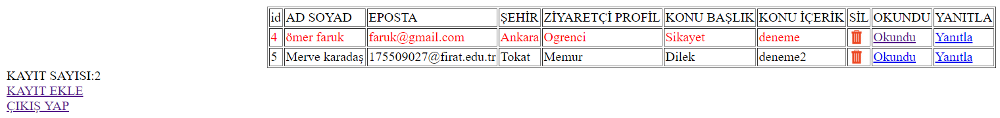 id AD SOYAD EPOSTA ŞEHİR ZİYARETÇİ PROFİL KONU BAŞLIK KONU İÇERİK SİL OKUNDU YANITLA
4 ömer faruk faruk@gmail.com Ankara Ogrenci Sikayet deneme Okundu Yanıtla
5 Merve karadaş 175509027@firat.edu.tr Tokat Memur Dilek deneme2 Okundu Yanıtla
KAYIT SAYISI:2
KAYIT EKLE
ÇIKIŞ YAP